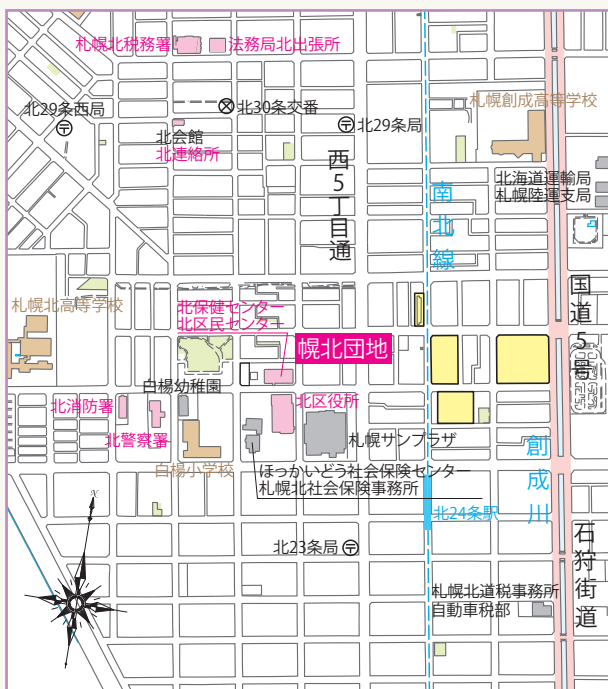 札幌北税務署
法務局北出張所
北29条西局
北30条交番
札幌創成高等学校
北29条局
北会館
北連絡所
西5丁目通
北海道運輸局
札幌陸運支局
南北線
国道5号
札幌北高等学校
北保健センター
北区民センター
幌北団地
白楊幼稚園
北消防署
北区役所
北警察署
札幌サンプラザ
白楊小学校
ほっかいどう社会保険センター
札幌北社会保険事務所
創成川
北24条駅
石狩街道
N
北23条局
札幌北道税事務所
自動車税部